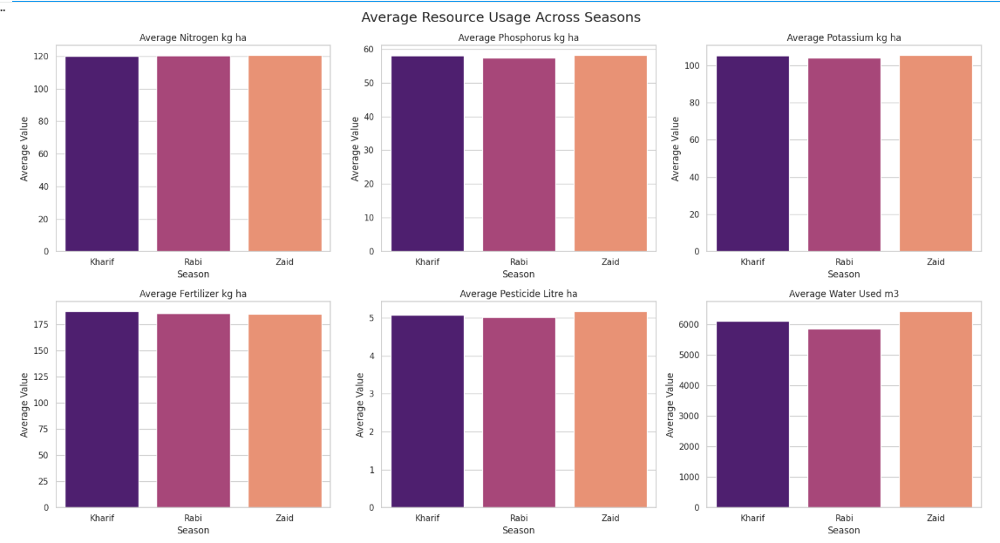 ..
Average Resource Usage Across Seasons
Average Nitrogen kg ha
Average Value
120
100
80
60
40
20
0
Kharif Rabi Zaid
Season
Average Phosphorus kg ha
Average Value
60
50
40
30
20
10
0
Kharif Rabi Zaid
Season
Average Potassium kg ha
Average Value
100
80
60
40
20
0
Kharif Rabi Zaid
Season
Average Fertilizer kg ha
Average Value
175
150
125
100
75
50
25
0
Kharif Rabi Zaid
Season
Average Pesticide Litre ha
Average Value
5
4
3
2
1
0
Kharif Rabi Zaid
Season
Average Water Used m3
Average Value
6000
5000
4000
3000
2000
1000
0
Kharif Rabi Zaid
Season